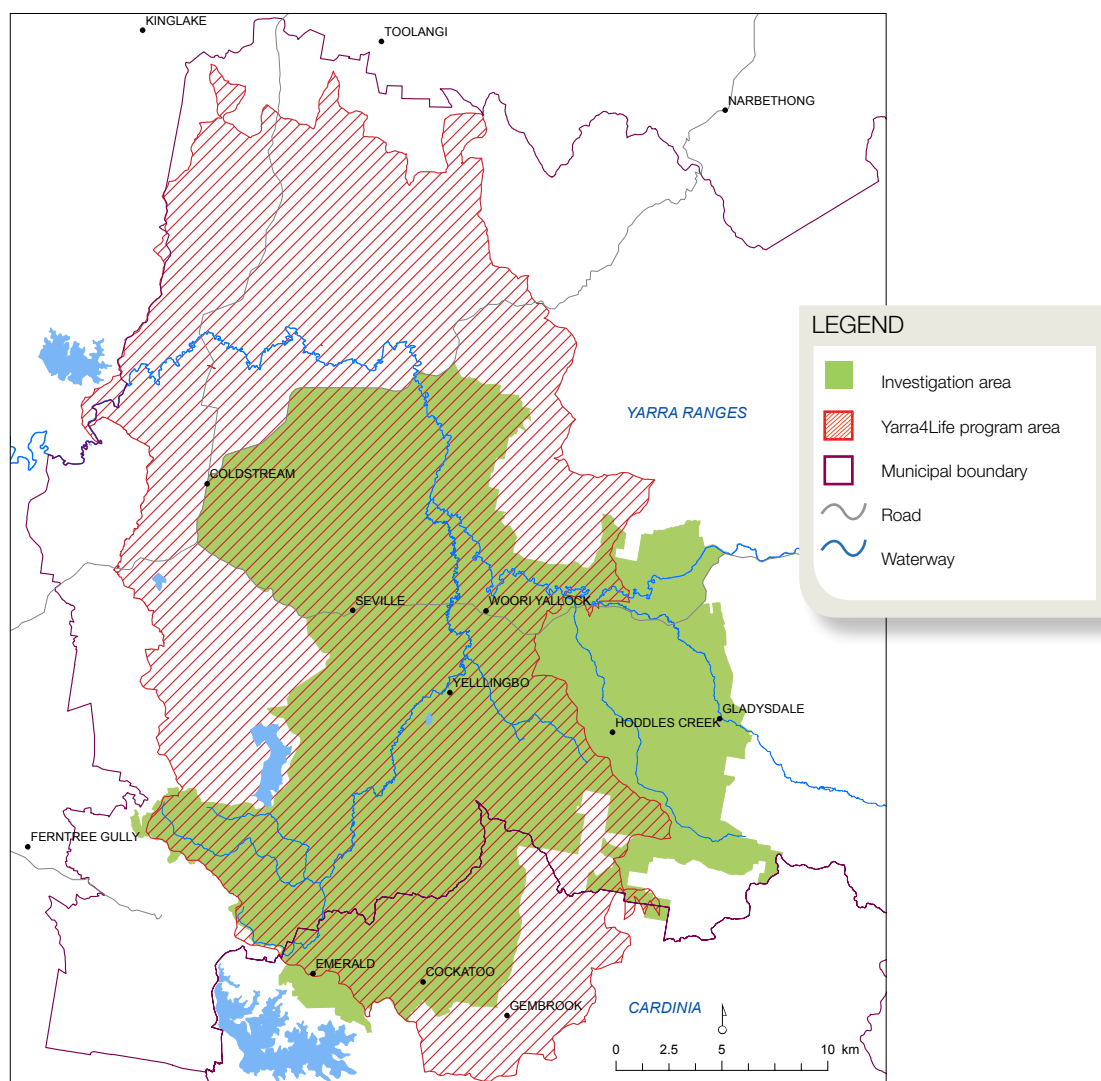 KINGLAKE
TOOLANGI
NARBETHONG
LEGEND
Investigation area
Yarra4Life program area
Municipal boundary
Road
Waterway
YARRA RANGES
COLDSTREAM
SEVILLE
WOORI YALLOCK
YELLLINGBO
HODDLES CREEK
GLADYSDALE
FERNTREE GULLY
EMERALD
COCKATOO
GEMBROOK
CARDINIA
0 2.5 5 10 km